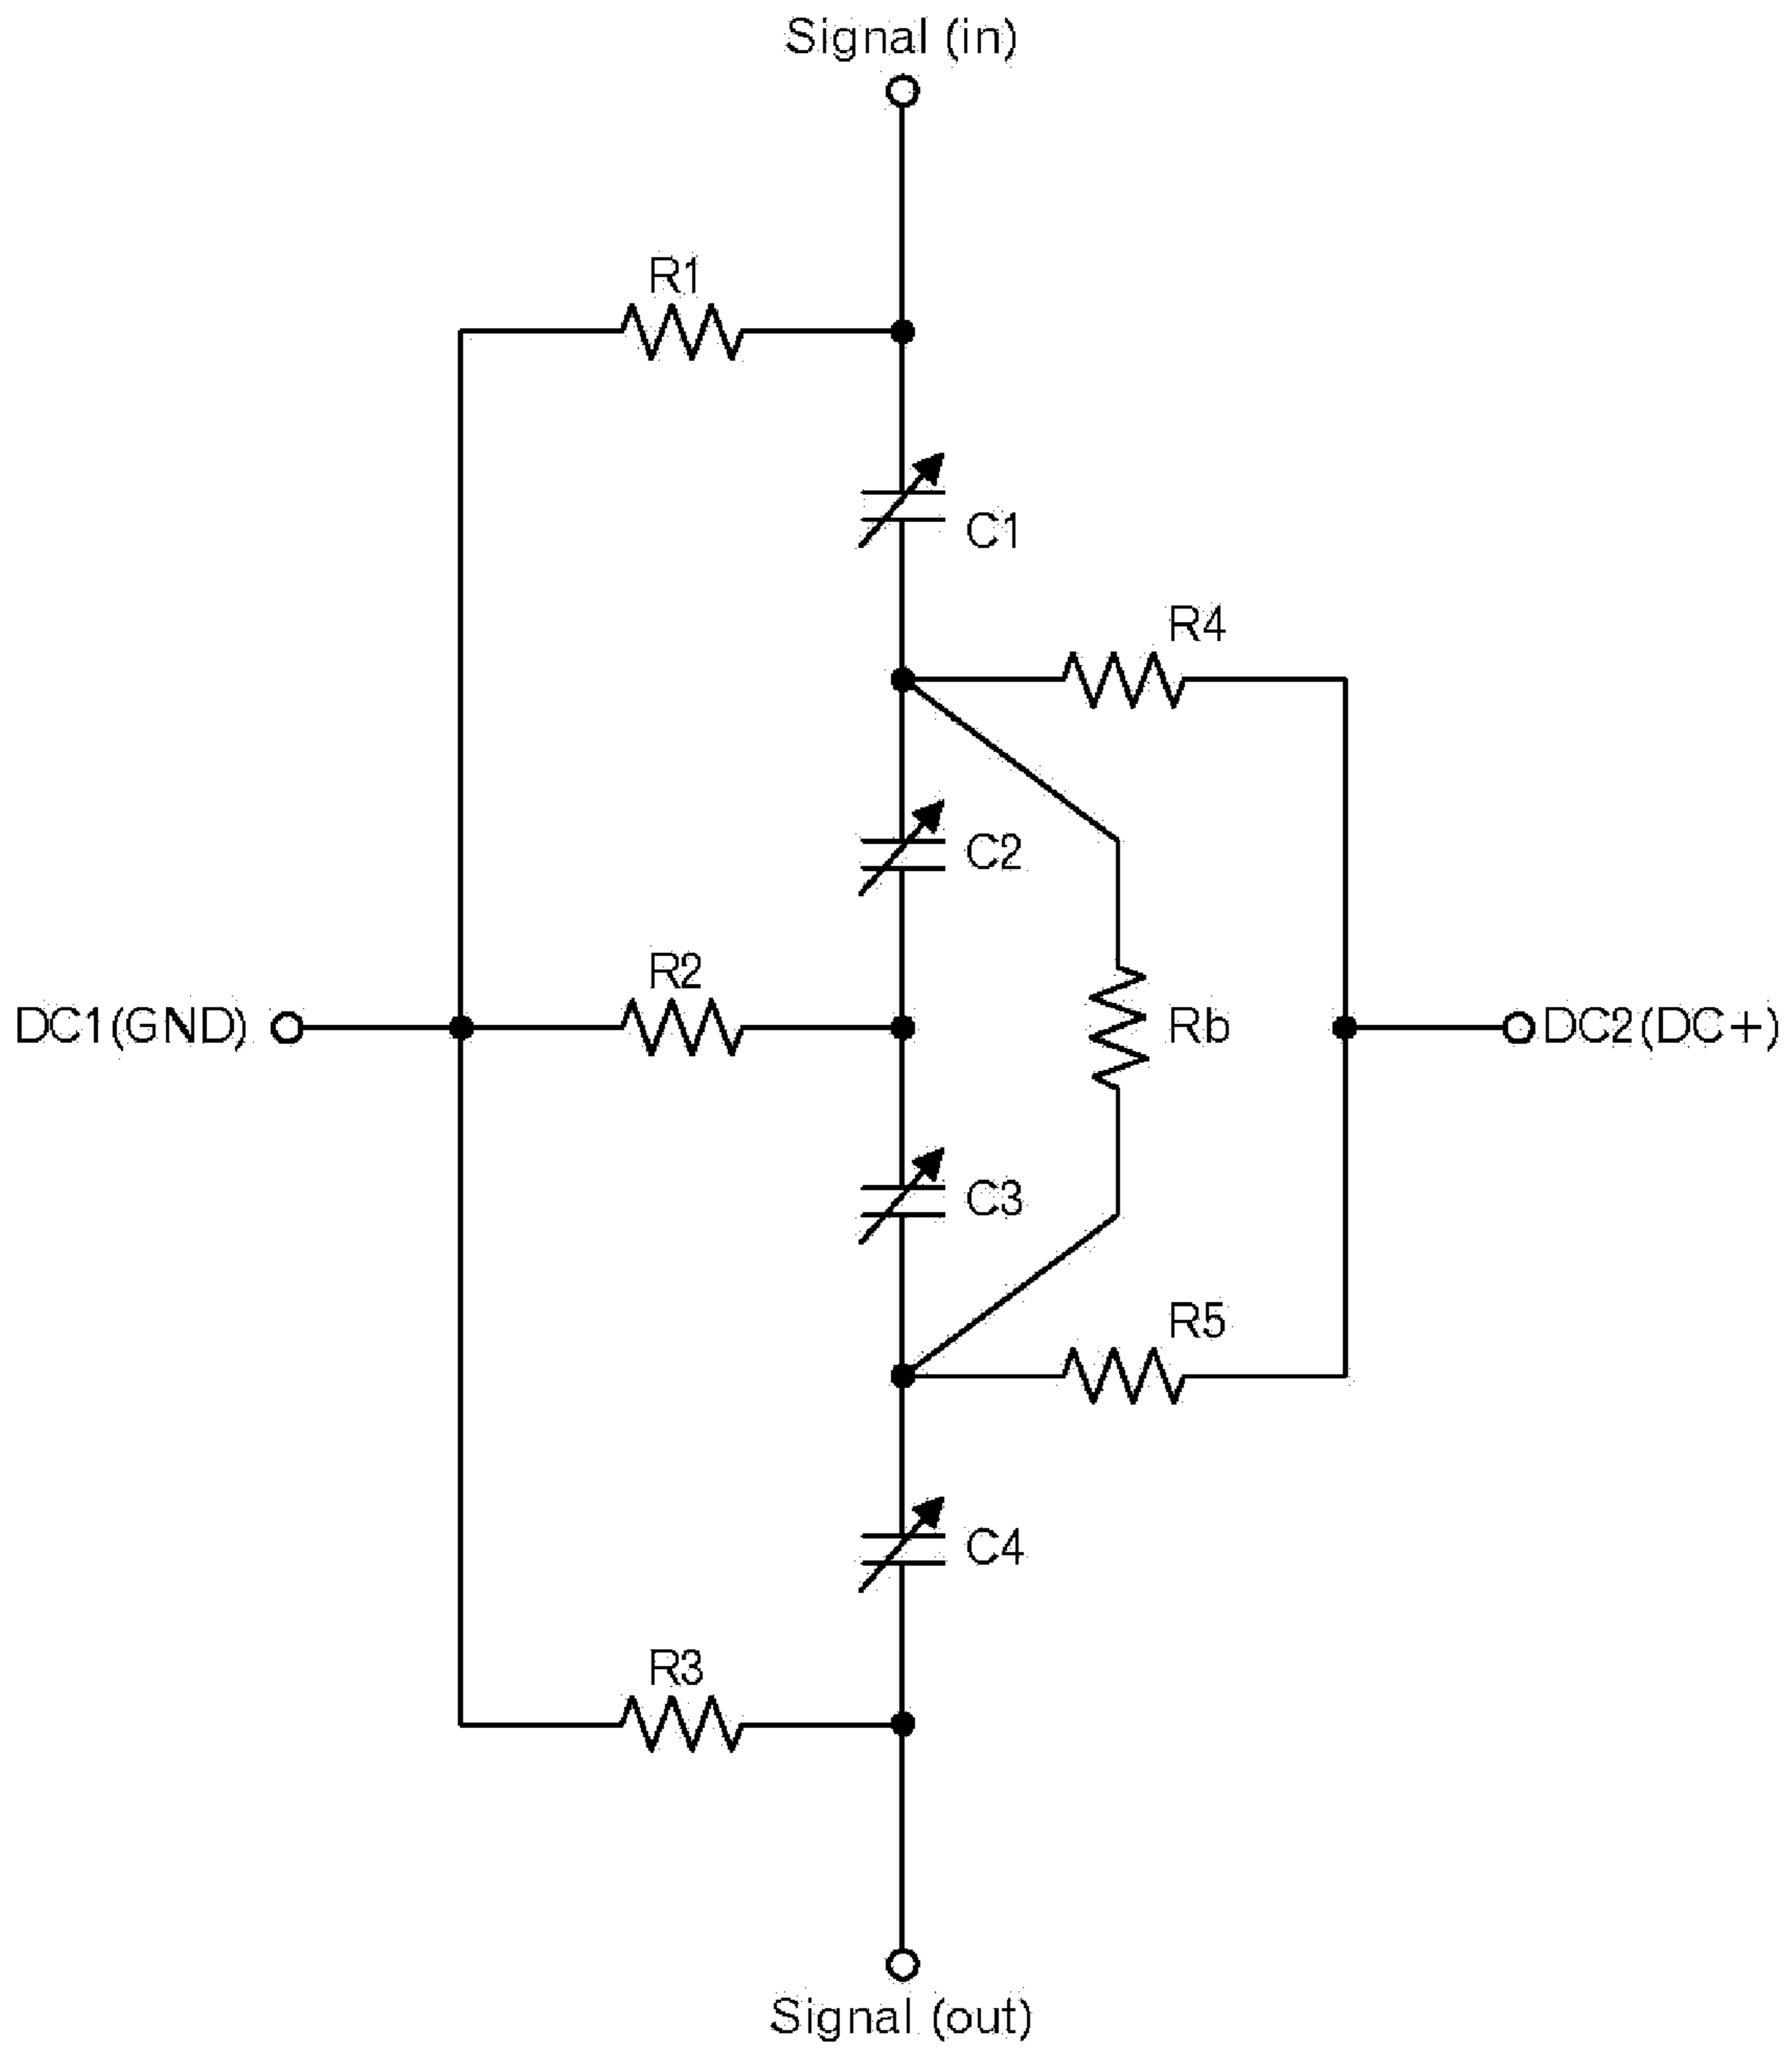 Signal (in)
R1
C1
R4
C2
R2
DC1(GND)
Rb
DC2(DC+)
C3
R5
C4
R3
Signal (out)